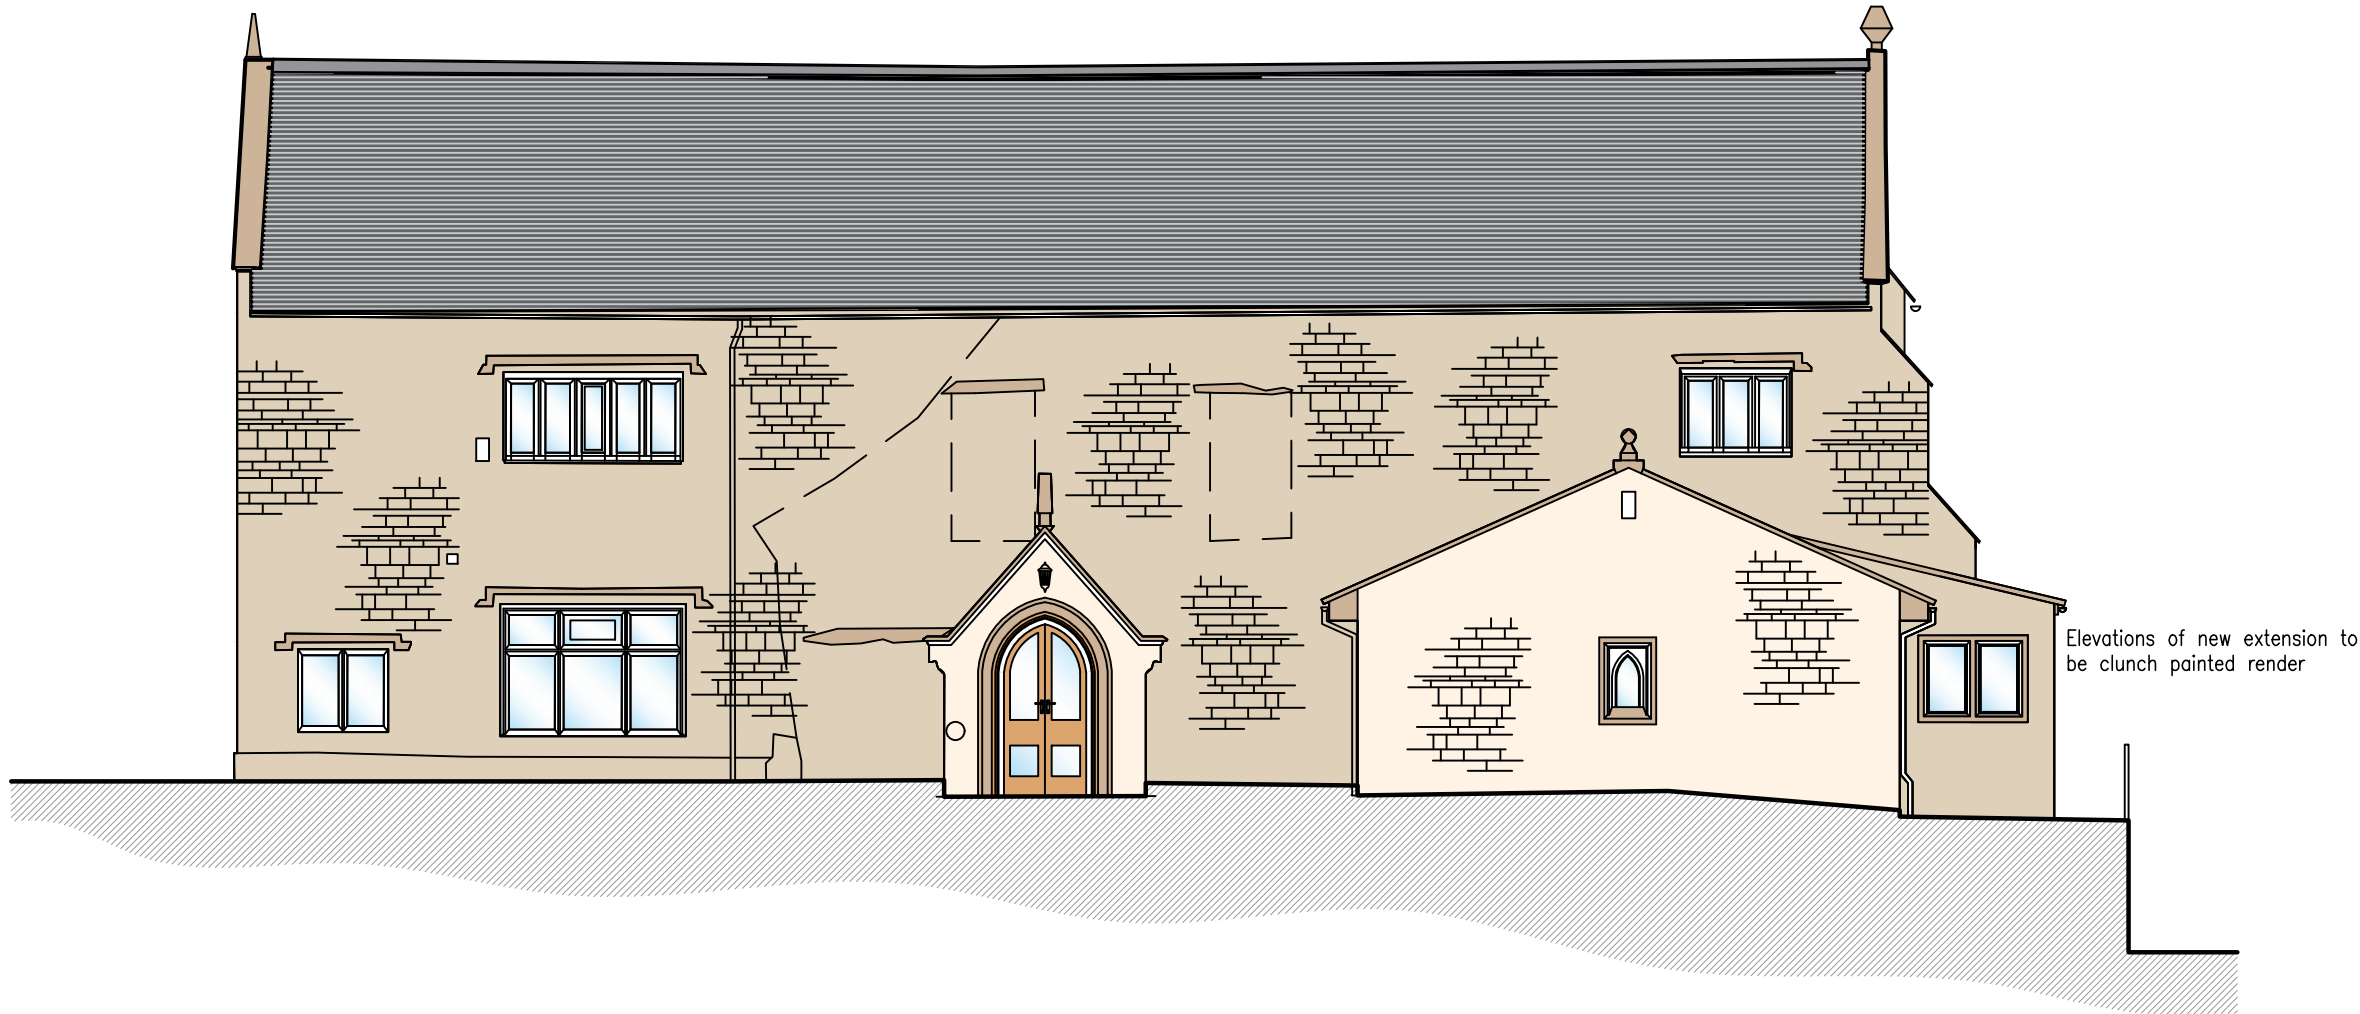 Elevations of new extension to
be clunch painted render